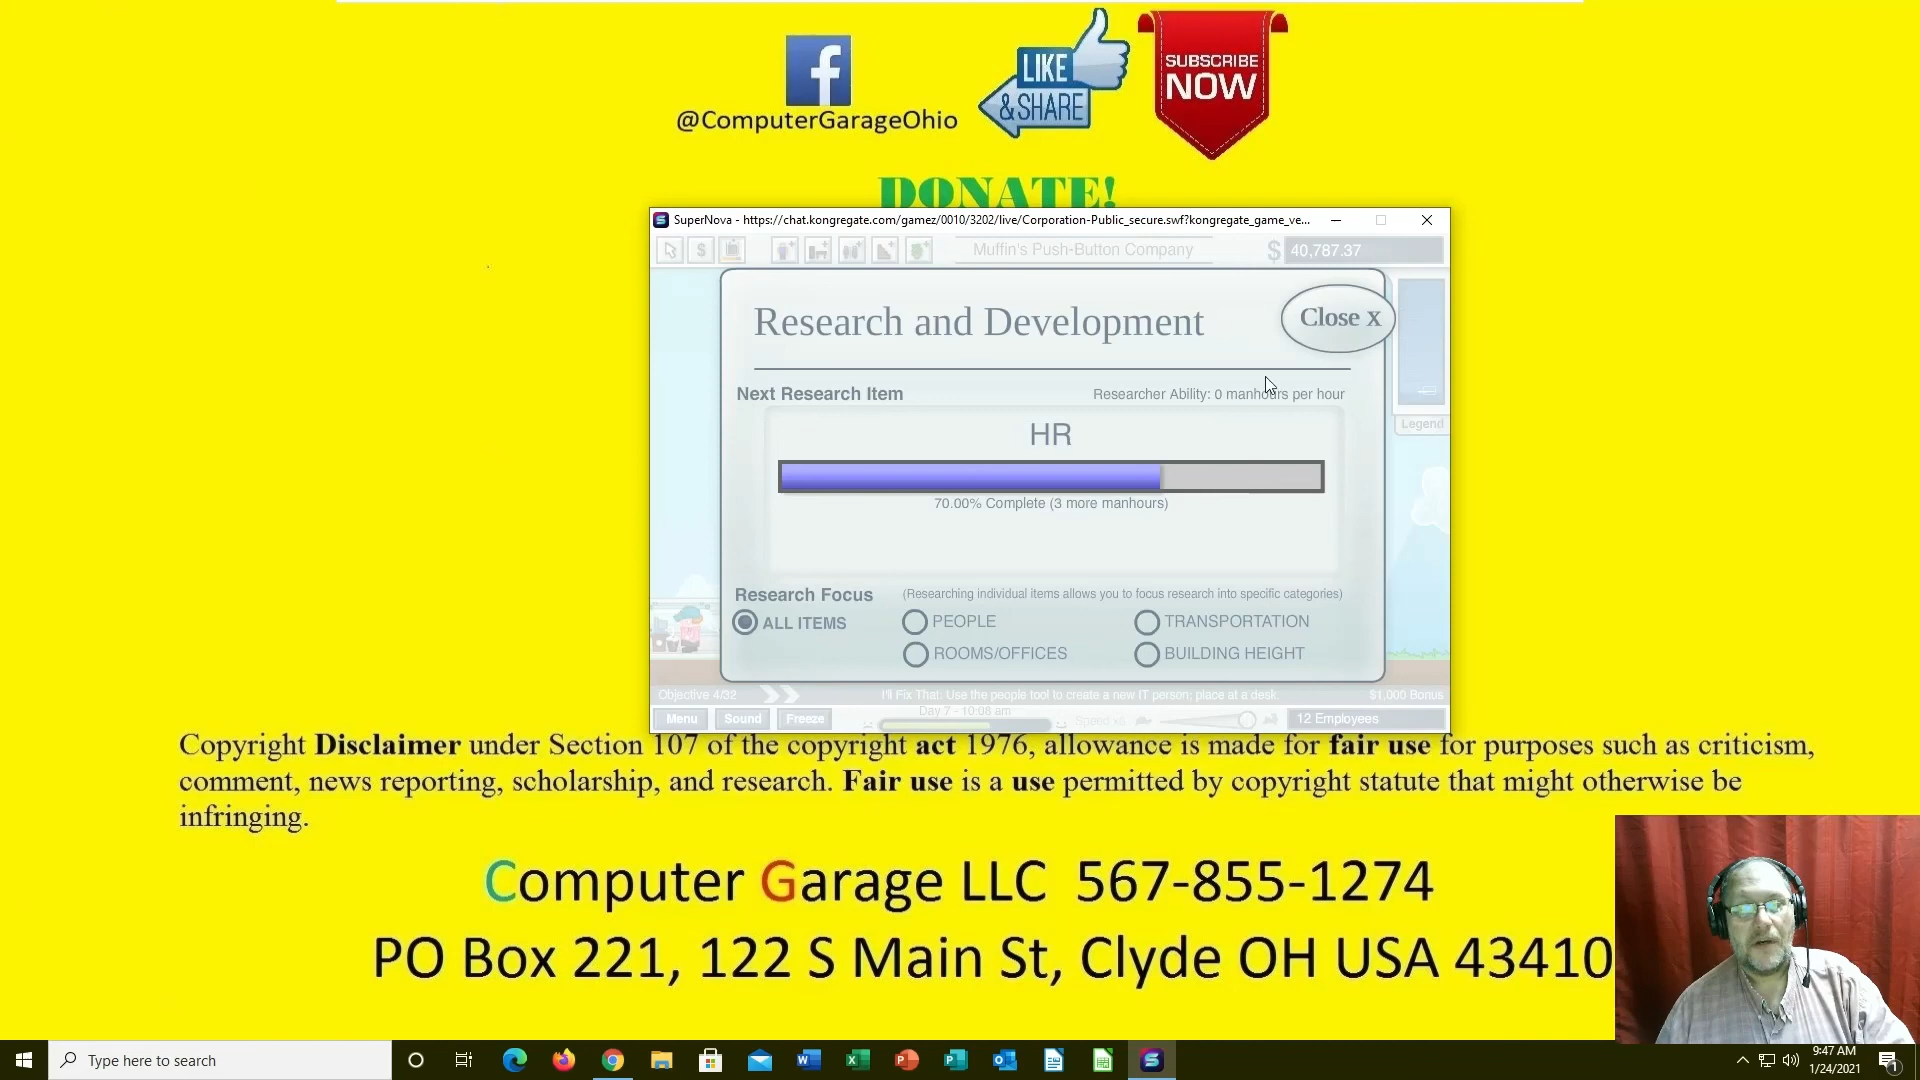 f
@ComputerGarageOhio
LIKE
& SHARE
SUBSCRIBE
NOW
DONATE!
SuperNova - https://chat.kongregate.com/gamez/0010/3202/live/Corporation-Public_secure.swf?kongregate_game_ve...
$
Muffin's Push-Button Company
$ 40,787.37
Research and Development
Close X
Next Research Item
Researcher Ability: 0 manhours per hour
Legend
HR
70.00% Complete (3 more manhours)
Research Focus
(Researching individual items allows you to focus research into specific categories)
ALL ITEMS
PEOPLE
TRANSPORTATION
ROOMS/OFFICES
BUILDING HEIGHT
Objective 4/32
I'll Fix That. Use the people tool to create a new IT person; place at a desk.
$1,000 Bonus
Menu
Sound
Freeze
Day 7 - 10:08 am
Speed x6:
12 Employees
Copyright Disclaimer under Section 107 of the copyright act 1976, allowance is made for fair use for purposes such as criticism,
comment, news reporting, scholarship, and research. Fair use is a use permitted by copyright statute that might otherwise be
infringing.
Computer Garage LLC 567-855-1274
PO Box 221, 122 S Main St, Clyde OH USA 43410
Type here to search
9:47 AM
1/24/2021
1